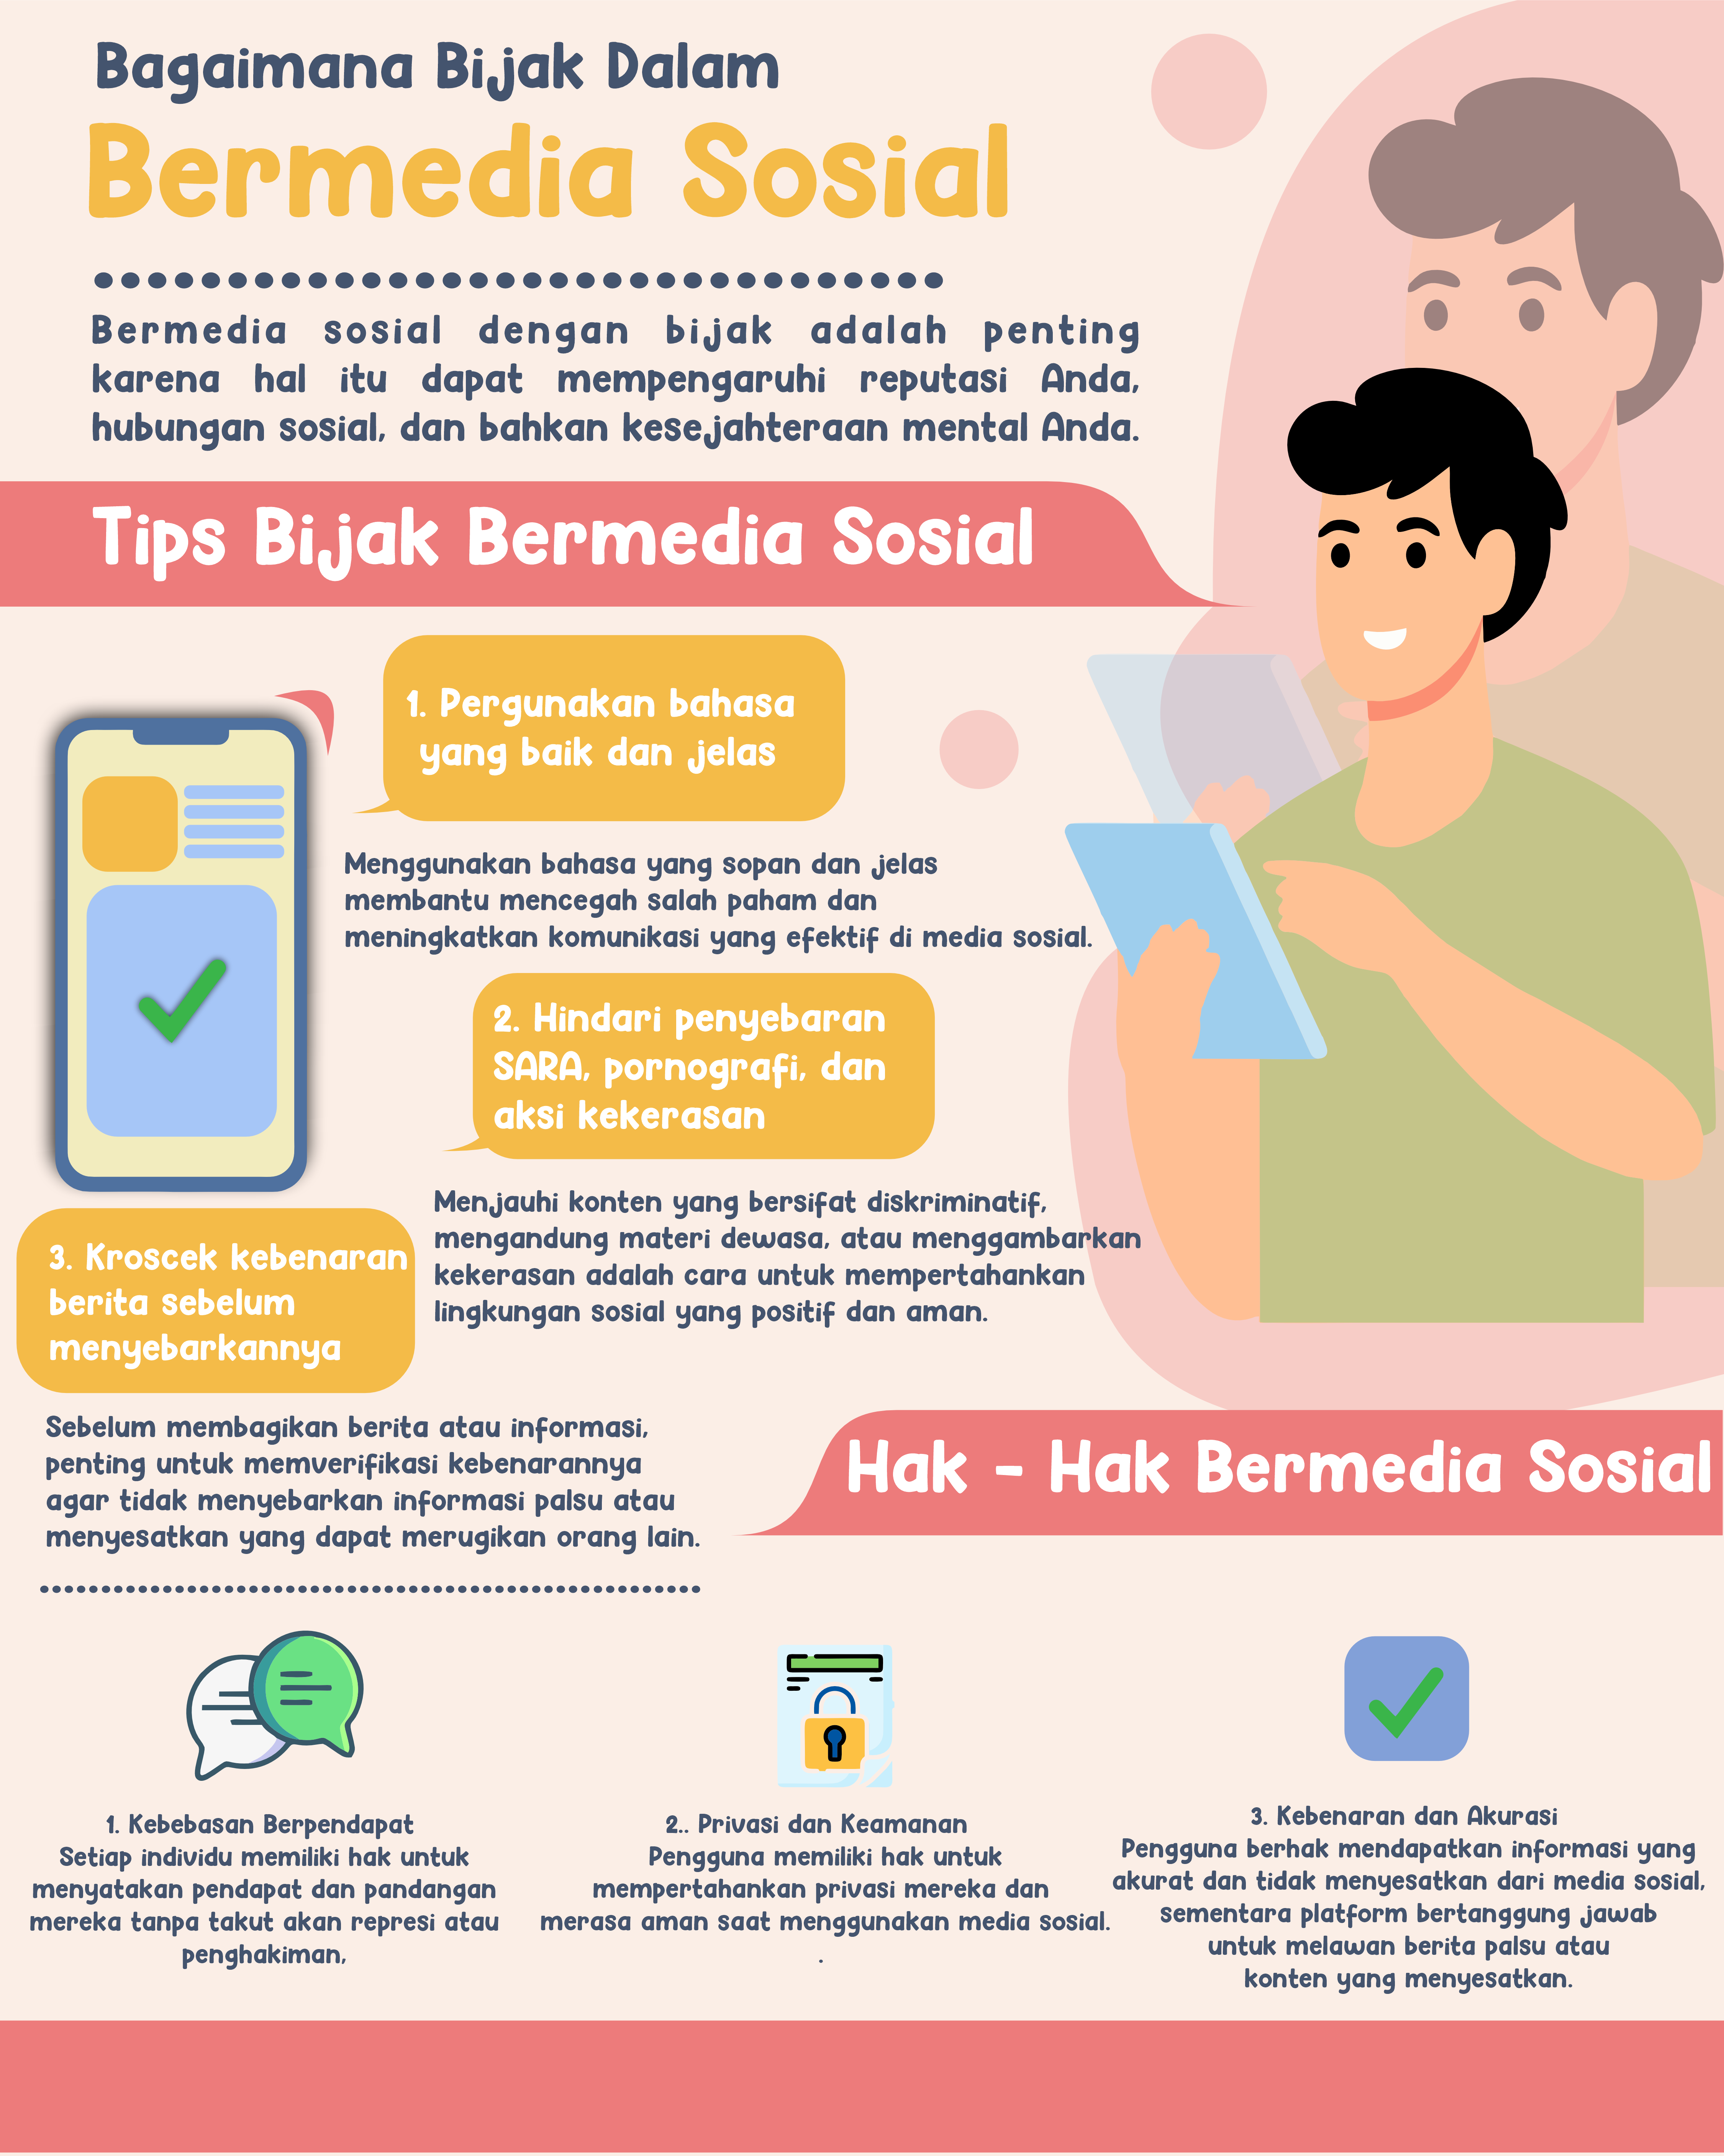 Bagaimana Bijak Dalam
Bermedia Sosial
Bermedia sosial dengan bijak adalah penting
karena hal itu dapat mempengaruhi reputasi Anda,
hubungan sosial, dan bahkan kesejahteraan mental Anda.
Tips Bijak Bermedia Sosial
1. Pergunakan bahasa
yang baik dan jelas
Menggunakan bahasa yang sopan dan jelas
membantu mencegah salah paham dan
meningkatkan komunikasi yang efektif di media sosial.
2. Hindari penyebaran
SARA, pornografi, dan
aksi kekerasan
Menjauhi konten yang bersifat diskriminatif,
mengandung materi dewasa, atau menggambarkan
kekerasan adalah cara untuk mempertahankan
lingkungan sosial yang positif dan aman.
3. Kroscek kebenaran
berita sebelum
menyebarkannya
Sebelum membagikan berita atau informasi,
penting untuk memverifikasi kebenarannya
agar tidak menyebarkan informasi palsu atau
menyesatkan yang dapat merugikan orang lain.
Hak - Hak Bermedia Sosial
1. Kebebasan Berpendapat
Setiap individu memiliki hak untuk
menyatakan pendapat dan pandangan
mereka tanpa takut akan represi atau
penghakiman,
2.. Privasi dan Keamanan
Pengguna memiliki hak untuk
mempertahankan privasi mereka dan
merasa aman saat menggunakan media sosial.
.
3. Kebenaran dan Akurasi
Pengguna berhak mendapatkan informasi yang
akurat dan tidak menyesatkan dari media sosial,
sementara platform bertanggung jawab
untuk melawan berita palsu atau
konten yang menyesatkan.